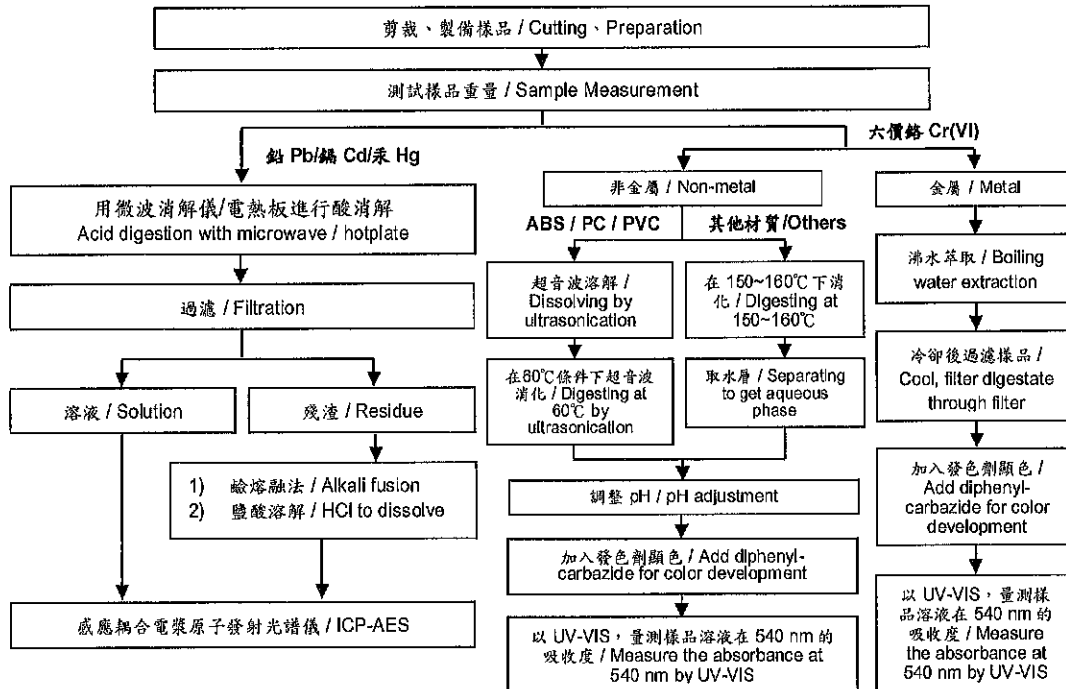 剪裁、製備樣品 / Cutting、Preparation
測試樣品重量 / Sample Measurement
鉛 Pb/鎘 Cd/汞 Hg
六價鉻 Cr(VI)
用微波消解儀/電熱板進行酸消解
Acid digestion with microwave / hotplate
過濾 / Filtration
溶液 / Solution
殘渣 / Residue
1) 鹼熔融法 / Alkali fusion
2) 鹽酸溶解 / HCl to dissolve
感應耦合電漿原子發射光譜儀 / ICP-AES
非金屬 / Non-metal
ABS / PC / PVC
其他材質/Others
超音波溶解 /
Dissolving by
ultrasonication
在60℃條件下超音波
消化 / Digesting at
60℃ by
ultrasonication
在 150~160℃下消
化 / Digesting at
150~160℃
取水層 / Separating
to get aqueous
phase
調整 pH / pH adjustment
加入發色劑顯色 / Add diphenyl-
carbazide for color development
以 UV-VIS，量測樣品溶液在 540 nm 的
吸收度 / Measure the absorbance at
540 nm by UV-VIS
金屬 / Metal
沸水萃取 / Boiling
water extraction
冷卻後過濾樣品 /
Cool, filter digestate
through filter
加入發色劑顯色 /
Add diphenyl-
carbazide for color
development
以 UV-VIS，量測樣
品溶液在 540 nm 的
吸收度 / Measure
the absorbance at
540 nm by UV-VIS